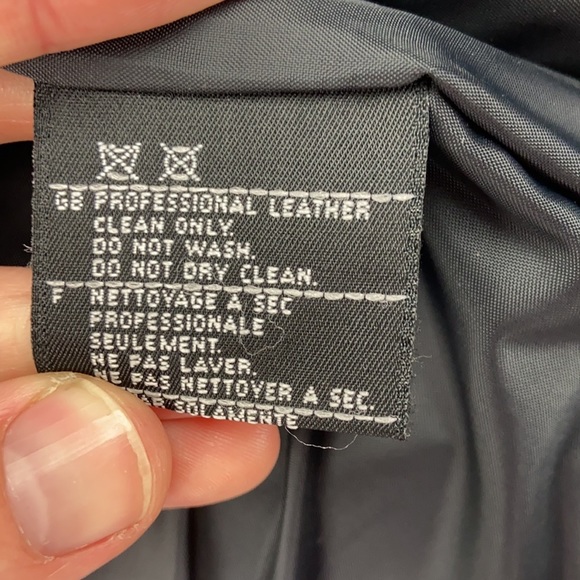 GB PROFESSIONAL LEATHER
CLEAN ONLY.
DO NOT WASH.
DO NOT DRY CLEAN.
F NETTOYAGE A SEC
PROFESSIONALE
SEULEMENT.
NE PAS LAVER.
NE PAS NETTOYER A SEC.
SOLAMENTE